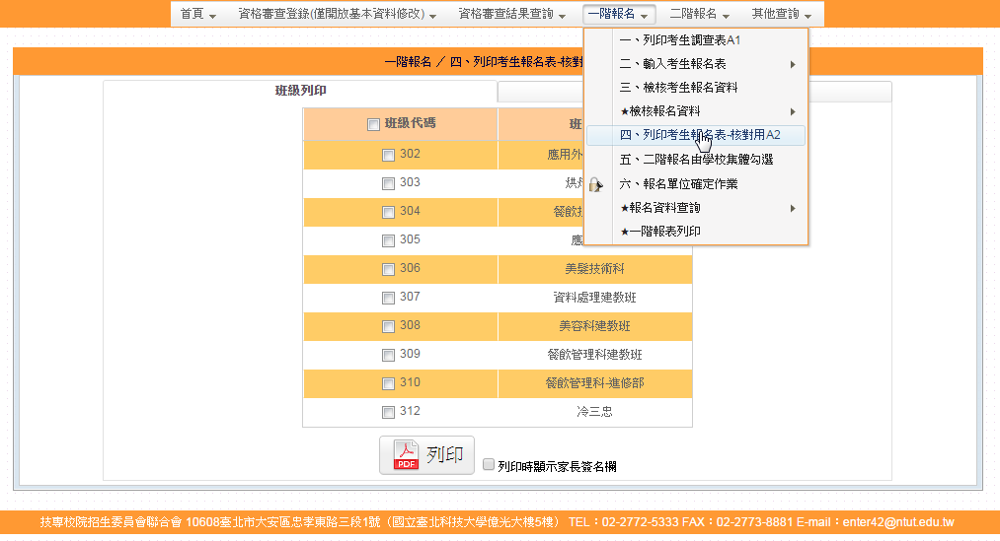 首頁 資格審查登錄(僅開放基本資料修改) 資格審查結果查詢 一階報名 二階報名 其他查詢
一、列印考生調查表A1
二、輸入考生報名表
三、檢核考生報名資料
★檢核報名資料
四、列印考生報名表-核對用A2
五、二階報名由學校集體勾選
六、報名單位確定作業
★報名資料查詢
★一階報表列印
一階報名 ／ 四、列印考生報名表-核對
班級列印
班級代碼 班
302 應用外
303 烘
304 餐飲
305 應
306 美髮技術科
307 資料處理建教班
308 美容科建教班
309 餐飲管理科建教班
310 餐飲管理科-進修部
312 冷三忠
PDF 列印 列印時顯示家長簽名欄
技專校院招生委員會聯合會 10608臺北市大安區忠孝東路三段1號（國立臺北科技大學億光大樓5樓） TEL：02-2772-5333 FAX：02-2773-8881 E-mail：enter42@ntut.edu.tw